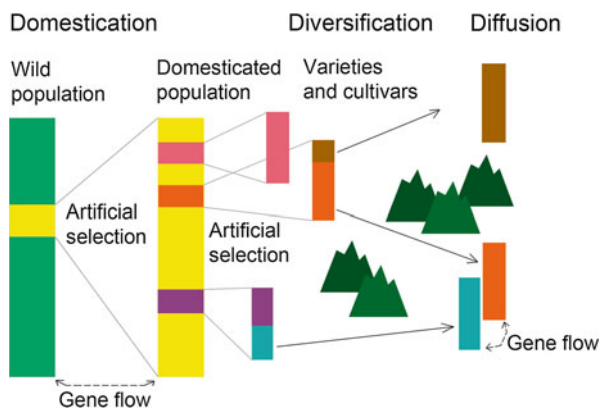 Domestication
Diversification
Diffusion
Wild
population
Domesticated
population
Varieties
and cultivars
Artificial
selection
Artificial
selection
Gene flow
Gene flow